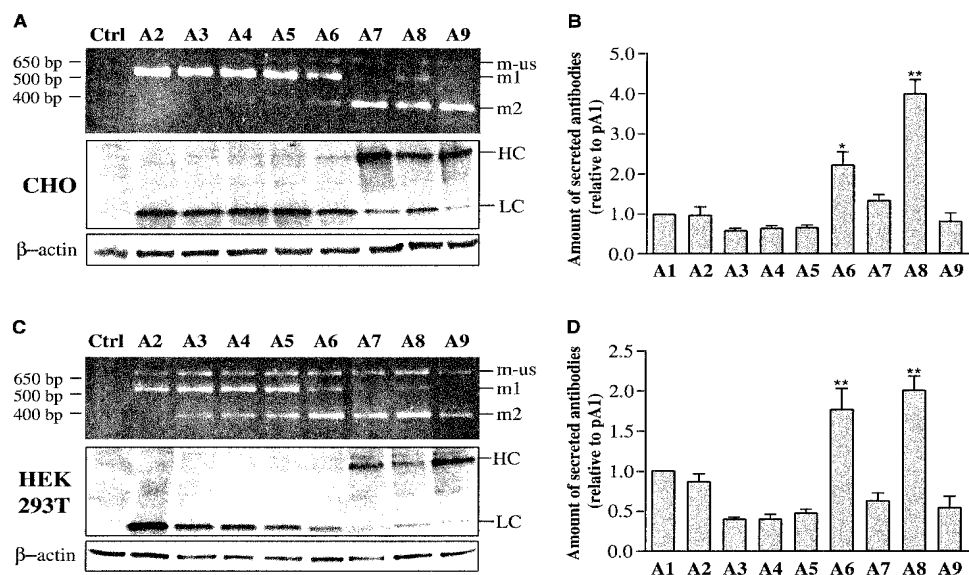 A
Ctrl A2 A3 A4 A5 A6 A7 A8 A9
650 bp
500 bp
400 bp
m-us
m1
m2
CHO
HC
LC
β-actin
B
Amount of secreted antibodies
(relative to pA1)
5.0
4.0
3.0
2.0
1.0
0.0
*
**
A1 A2 A3 A4 A5 A6 A7 A8 A9
C
Ctrl A2 A3 A4 A5 A6 A7 A8 A9
650 bp
500 bp
400 bp
m-us
m1
m2
HEK
293T
HC
LC
β-actin
D
Amount of secreted antibodies
(relative to pA1)
2.5
2.0
1.5
1.0
0.5
0.0
**
**
A1 A2 A3 A4 A5 A6 A7 A8 A9